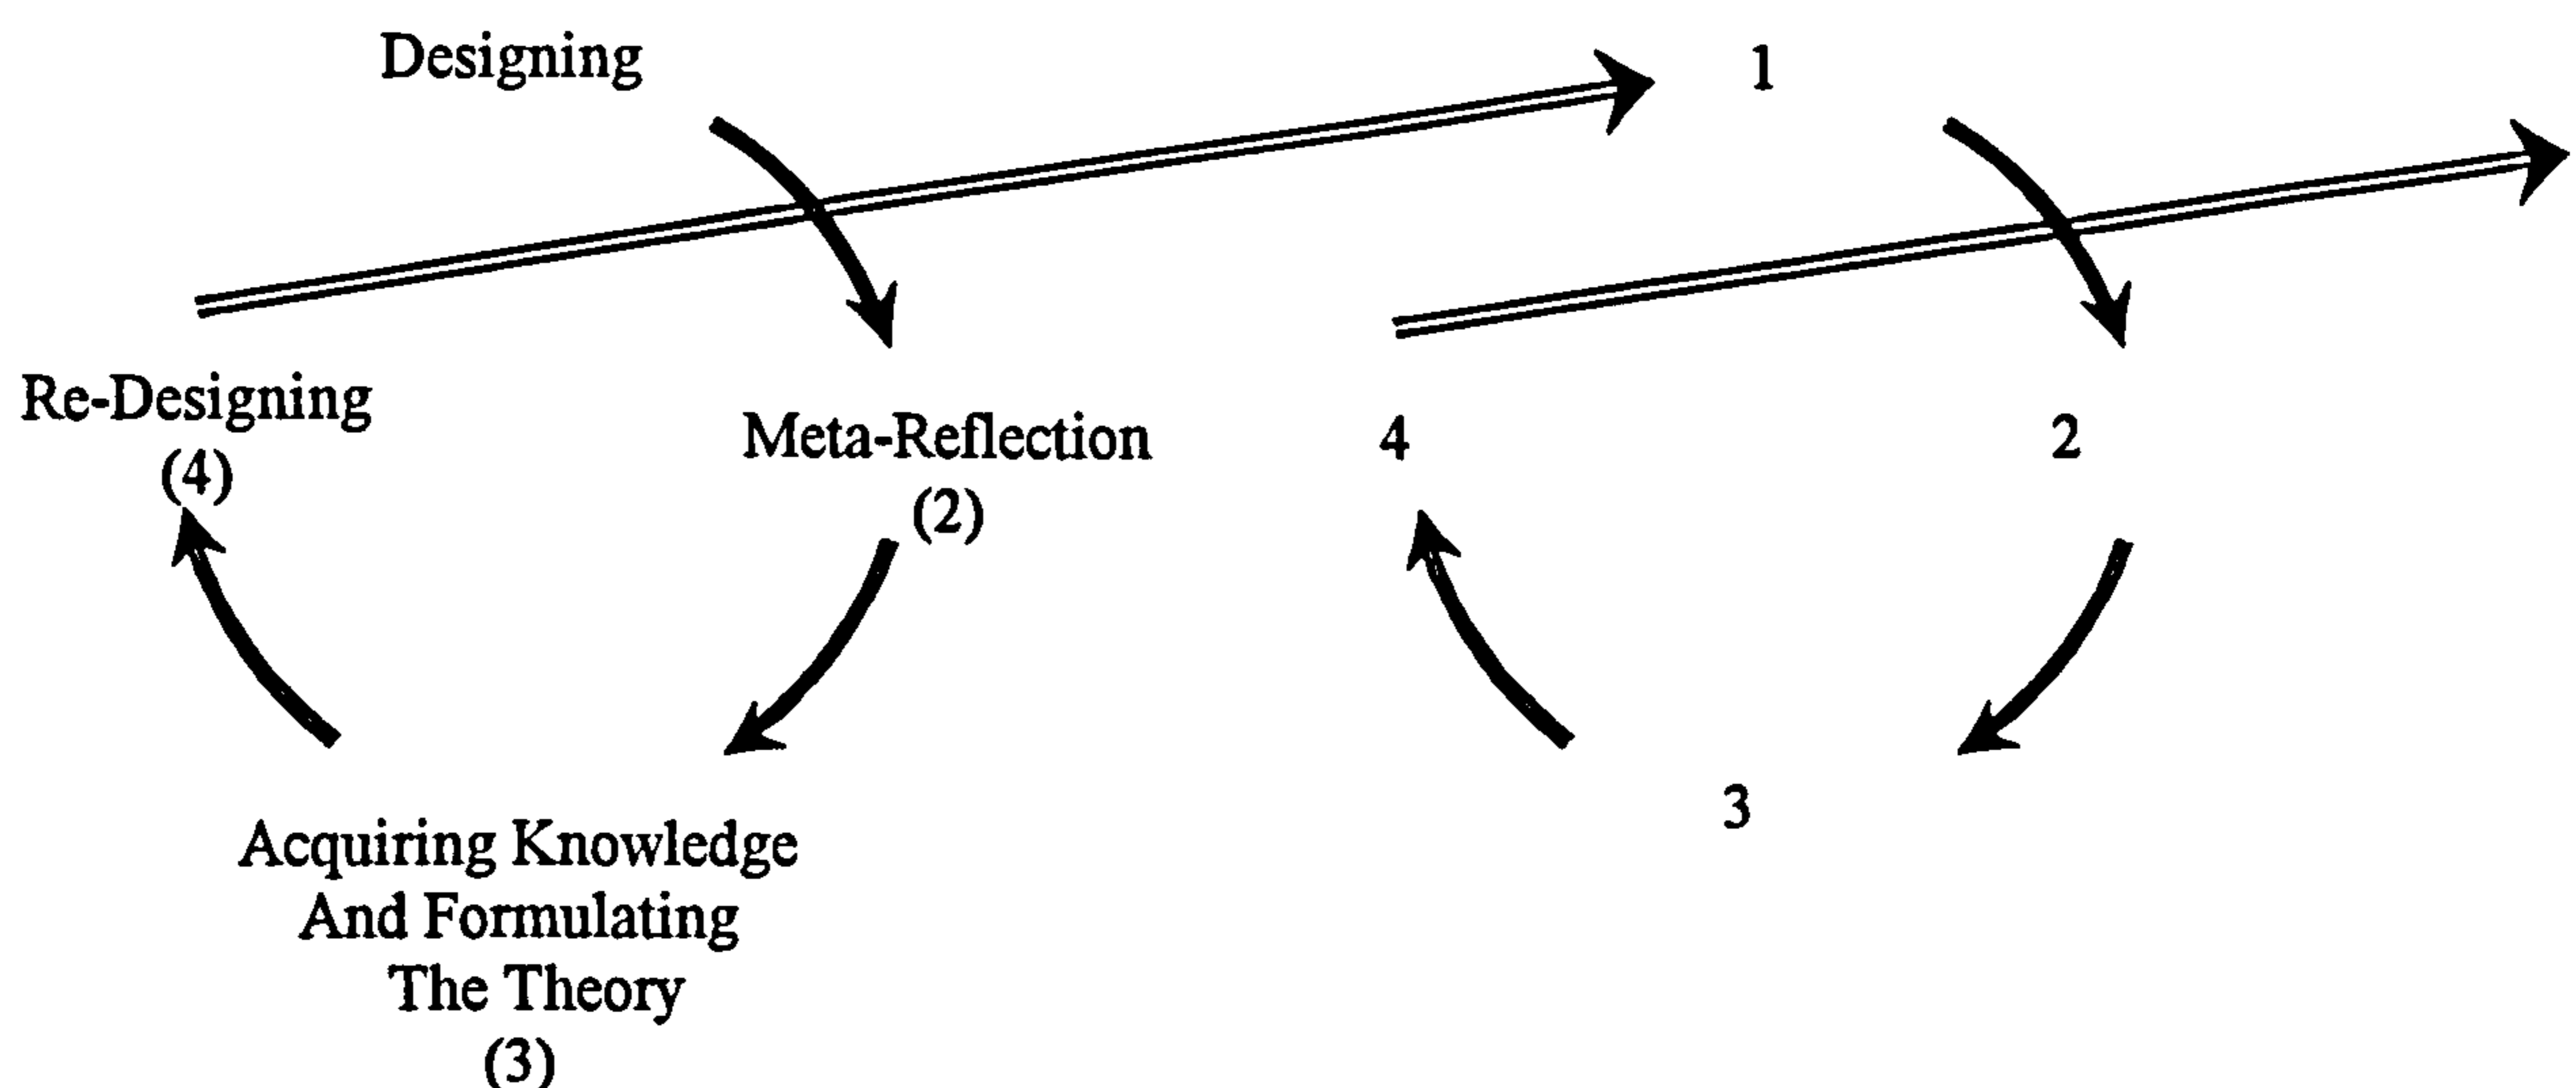 Designing
Re-Designing
(4)
Meta-Reflection
(2)
Acquiring Knowledge
And Formulating
The Theory
(3)
1
2
3
4